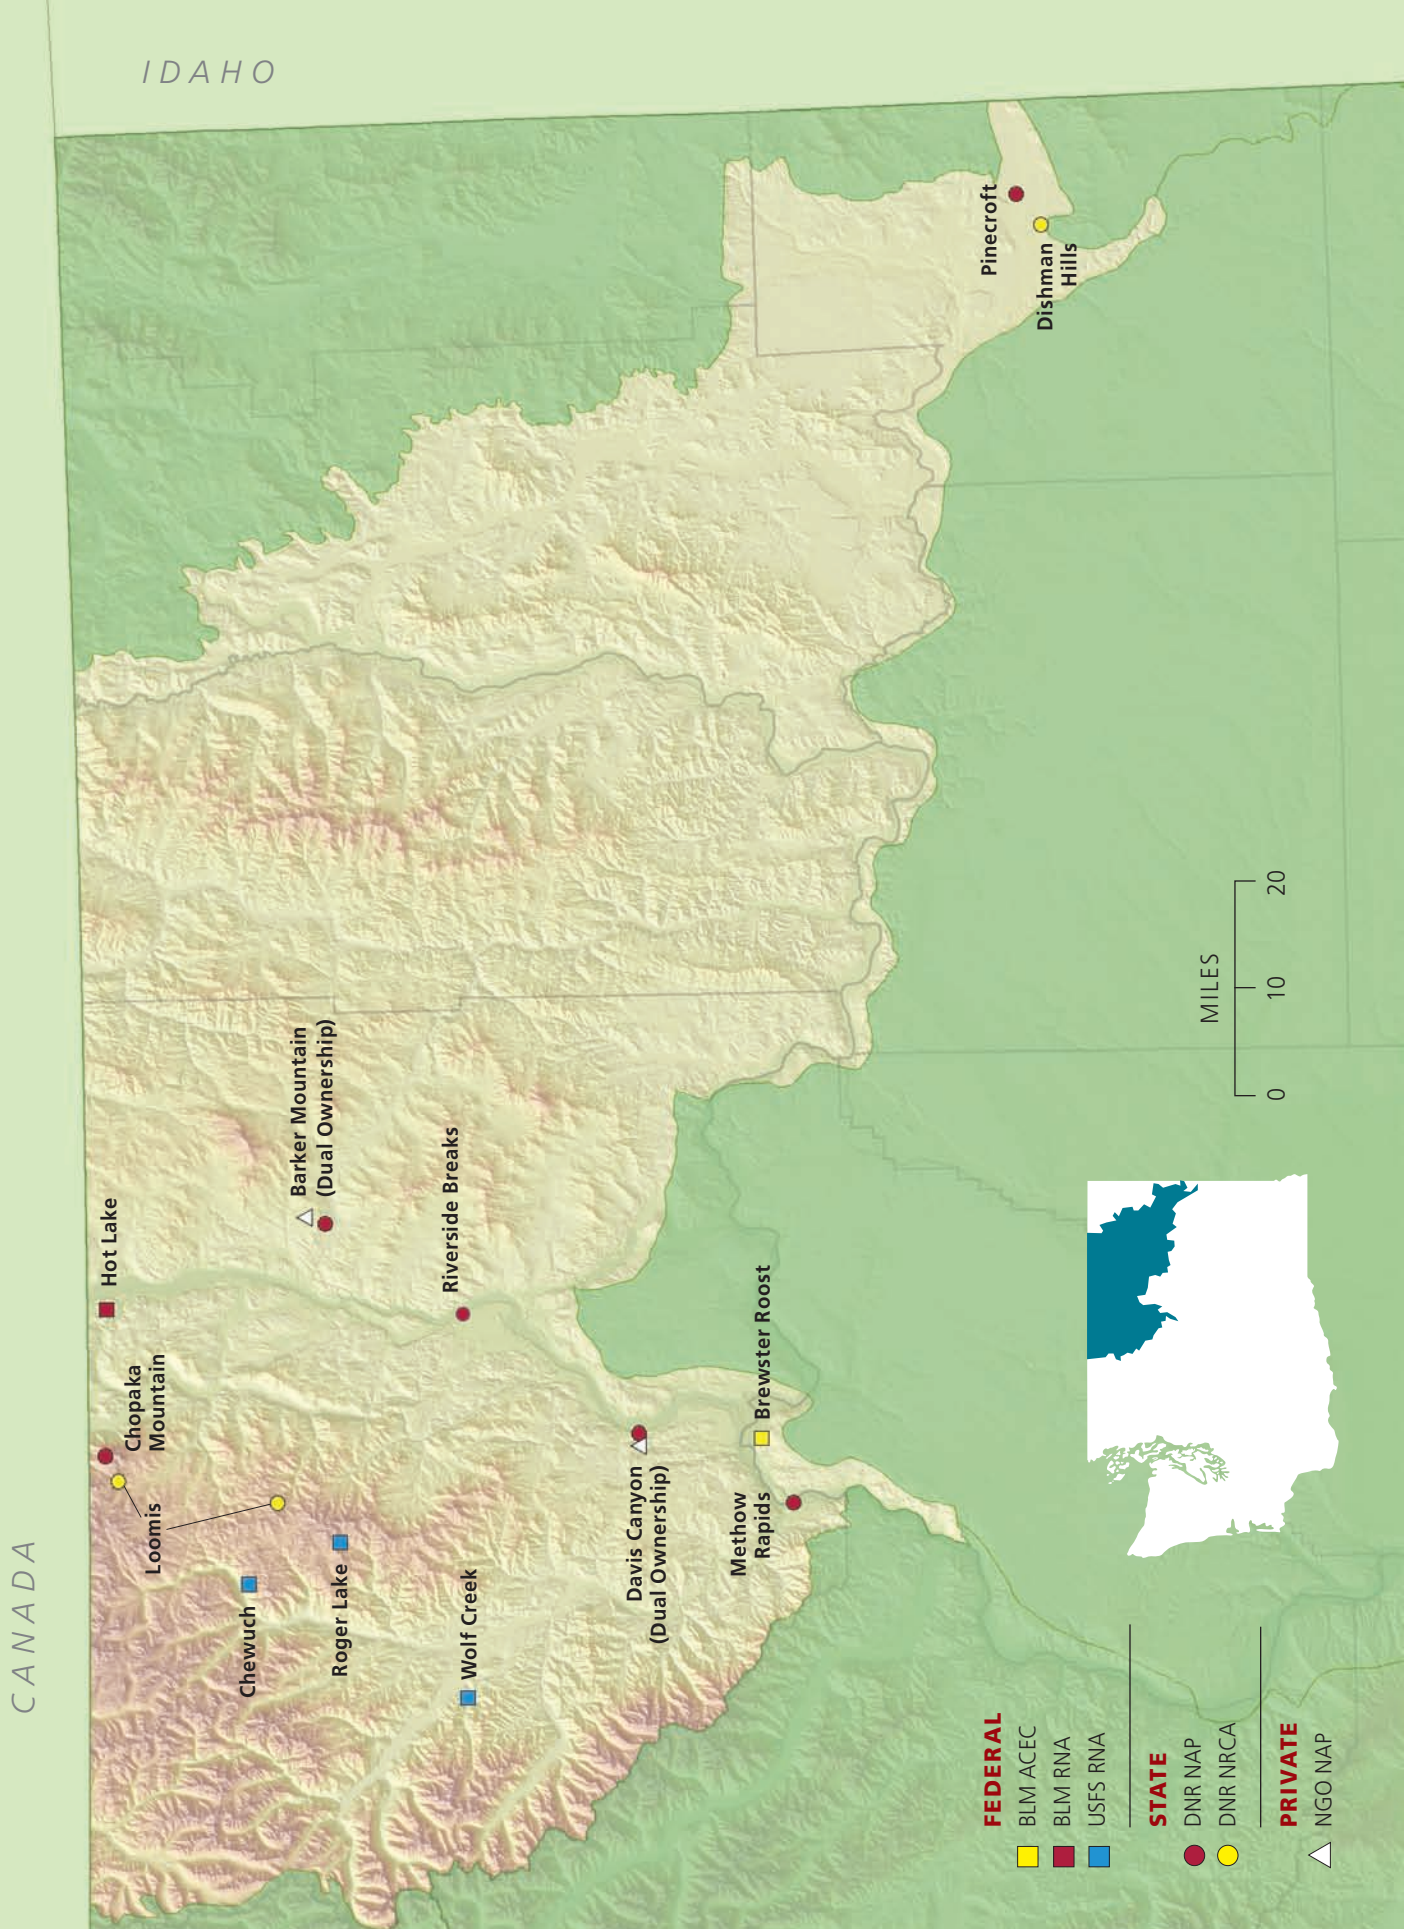 CANADA
IDAHO
Hot Lake
Chopaka
Mountain
Loomis
Chewuch
Roger Lake
Wolf Creek
Barker Mountain
(Dual Ownership)
Riverside Breaks
Davis Canyon
(Dual Ownership)
Methow
Rapids
Brewster Roost
Pinecroft
Dishman
Hills
MILES
0 10 20
FEDERAL
BLM ACEC
BLM RNA
USFS RNA
STATE
DNR NAP
DNR NRCA
PRIVATE
NGO NAP